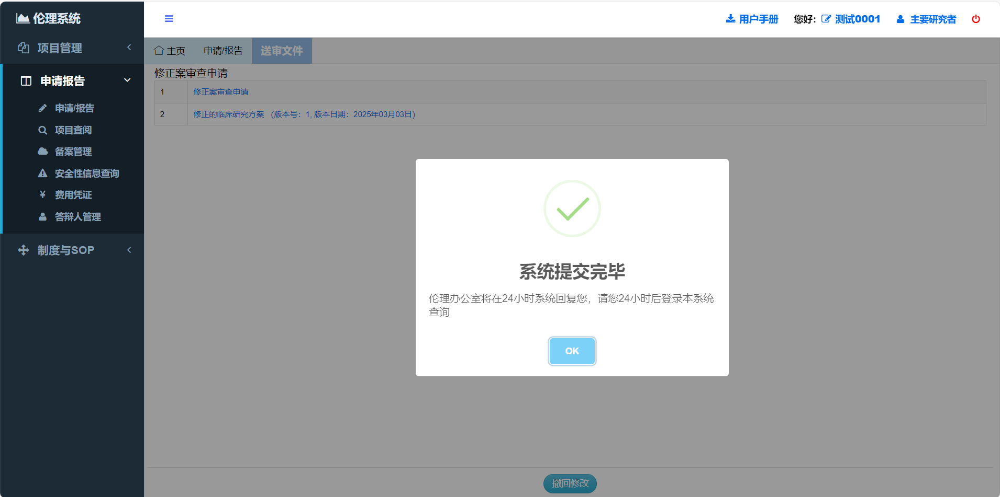 伦理系统
用户手册 您好: 测试0001 主要研究者
项目管理
申请报告
申请/报告
项目查阅
备案管理
安全性信息查询
费用凭证
答辩人管理
制度与SOP
主页 申请/报告 送审文件
修正案审查申请
1 修正案审查申请
2 修正的临床研究方案 (版本号：1, 版本日期：2025年03月03日)
系统提交完毕
伦理办公室将在24小时系统回复您，请您24小时后登录本系统
查询
OK
撤回修改